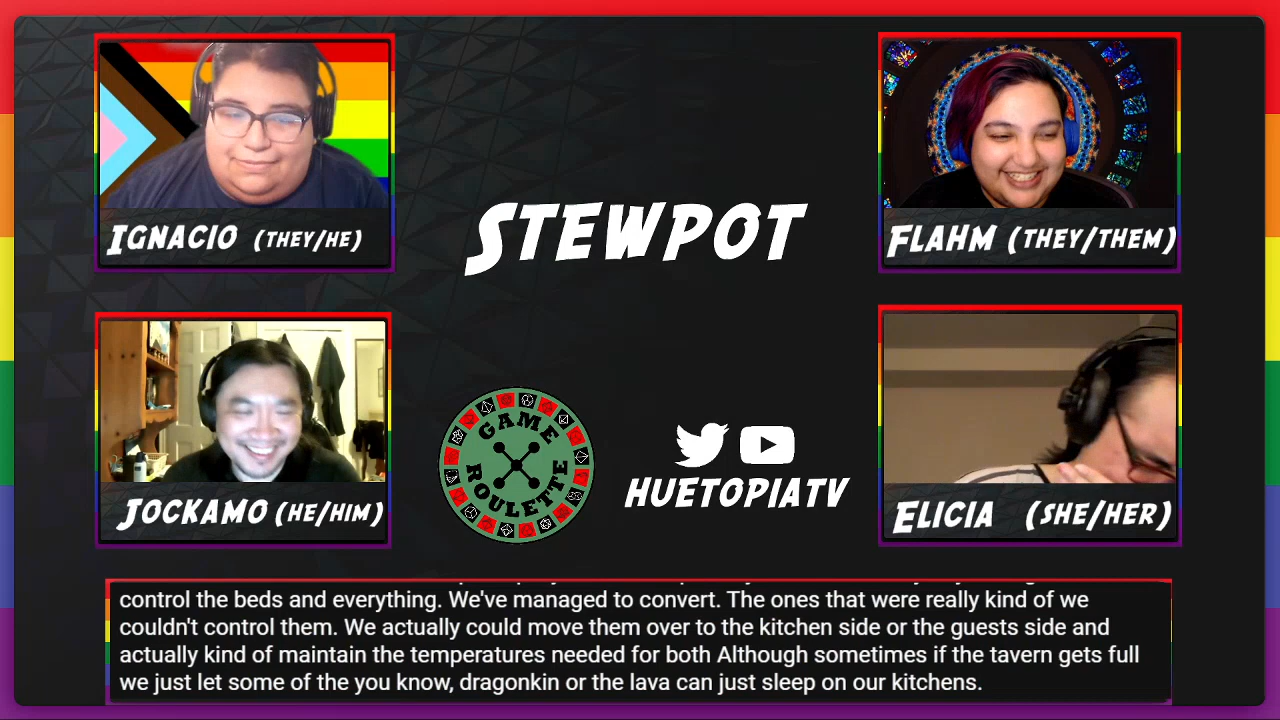 IGNACIO (THEY/HE)
FLAHM (THEY/THEM)
STEWPOT
JOCKAMO (HE/HIM)
GAME
ROULETTE
HUETOPIATV
ELICIA (SHE/HER)
control the beds and everything. We've managed to convert. The ones that were really kind of we
couldn't control them. We actually could move them over to the kitchen side or the guests side and
actually kind of maintain the temperatures needed for both Although sometimes if the tavern gets full
we just let some of the you know, dragonkin or the lava can just sleep on our kitchens.